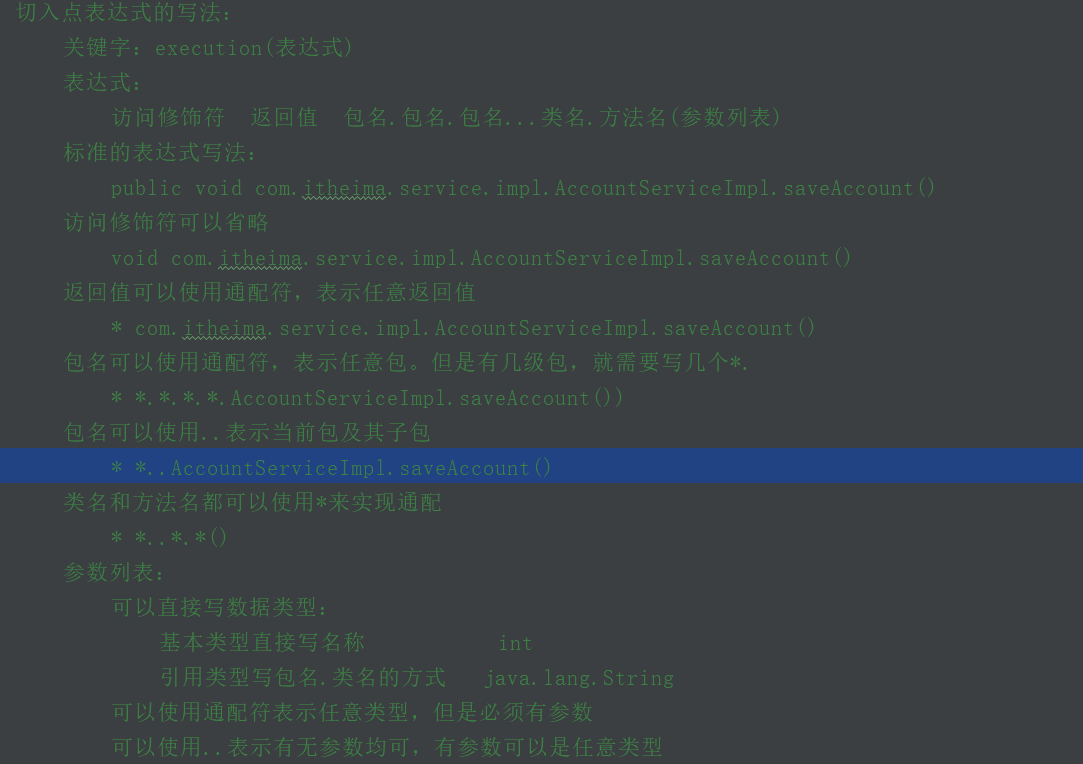 切入点表达式的写法:
关键字: execution(表达式)
表达式:
访问修饰符 返回值 包名.包名.包名...类名.方法名(参数列表)
标准的表达式写法:
public void com.itheima.service.impl.AccountServiceImpl.saveAccount()
访问修饰符可以省略
void com.itheima.service.impl.AccountServiceImpl.saveAccount()
返回值可以使用通配符, 表示任意返回值
* com.itheima.service.impl.AccountServiceImpl.saveAccount()
包名可以使用通配符, 表示任意包。但是有几级包, 就需要写几个*.
* *.*.*.*.AccountServiceImpl.saveAccount())
包名可以使用..表示当前包及其子包
* *..AccountServiceImpl.saveAccount()
类名和方法名都可以使用*来实现通配
* *..*.*()
参数列表:
可以直接写数据类型:
基本类型直接写名称 int
引用类型写包名.类名的方式 java.lang.String
可以使用通配符表示任意类型, 但是必须有参数
可以使用..表示有无参数均可, 有参数可以是任意类型